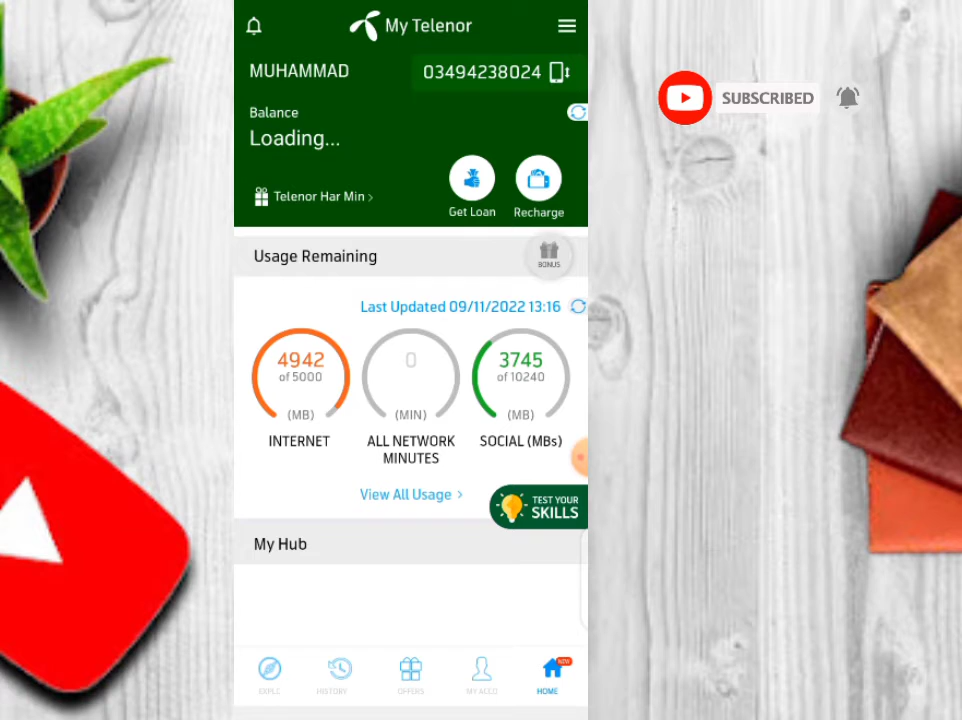 My Telenor
MUHAMMAD
03494238024
Balance
Loading...
Telenor Har Min >
Get Loan
Recharge
Usage Remaining
BONUS
Last Updated 09/11/2022 13:16
4942
of 5000
(MB)
INTERNET
0
(MIN)
ALL NETWORK
MINUTES
3745
of 10240
(MB)
SOCIAL (MBs)
View All Usage >
TEST YOUR
SKILLS
My Hub
EXPLC
HISTORY
OFFERS
MY ACCO
NEW
HOME
SUBSCRIBED